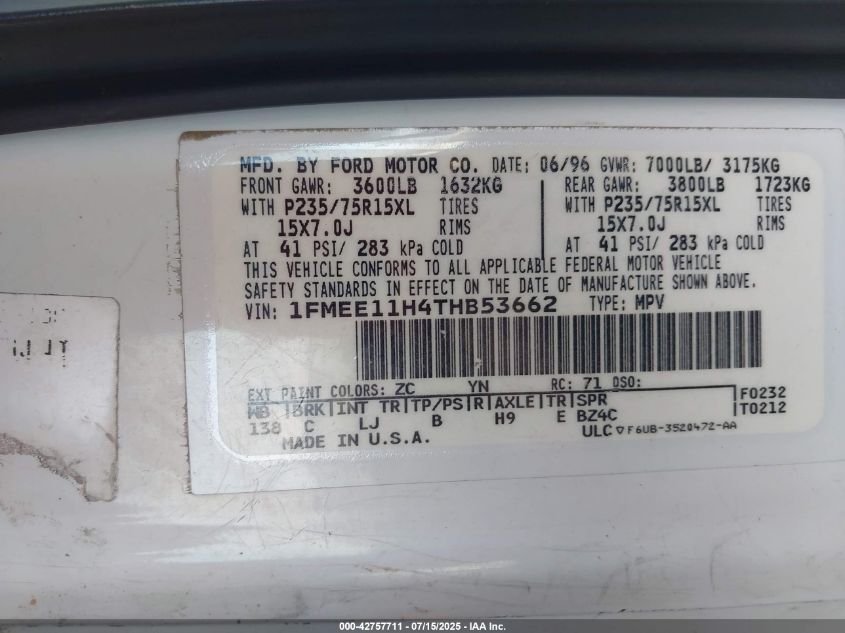 MFD. BY FORD MOTOR CO. DATE: 06/96 GVWR: 7000LB/ 3175KG
FRONT GAWR: 3600LB 1632KG REAR GAWR: 3800LB 1723KG
WITH P235/75R15XL TIRES WITH P235/75R15XL TIRES
15X7.0J RIMS 15X7.0J RIMS
AT 41 PSI/ 283 kPa COLD AT 41 PSI/ 283 kPa COLD
THIS VEHICLE CONFORMS TO ALL APPLICABLE FEDERAL MOTOR VEHICLE
SAFETY STANDARDS IN EFFECT ON THE DATE OF MANUFACTURE SHOWN ABOVE.
VIN: 1FMEE11H4THB53662 TYPE: MPV
EXT PAINT COLORS: ZC YN RC: 71 DSO:
WB BRK INT TR TP/PS R AXLE TR SPR F0232
138 C LJ B H9 E BZ4C T0212
MADE IN U.S.A. ULC F6UB-3520472-AA
000-42757711 - 07/15/2025 - IAA Inc.